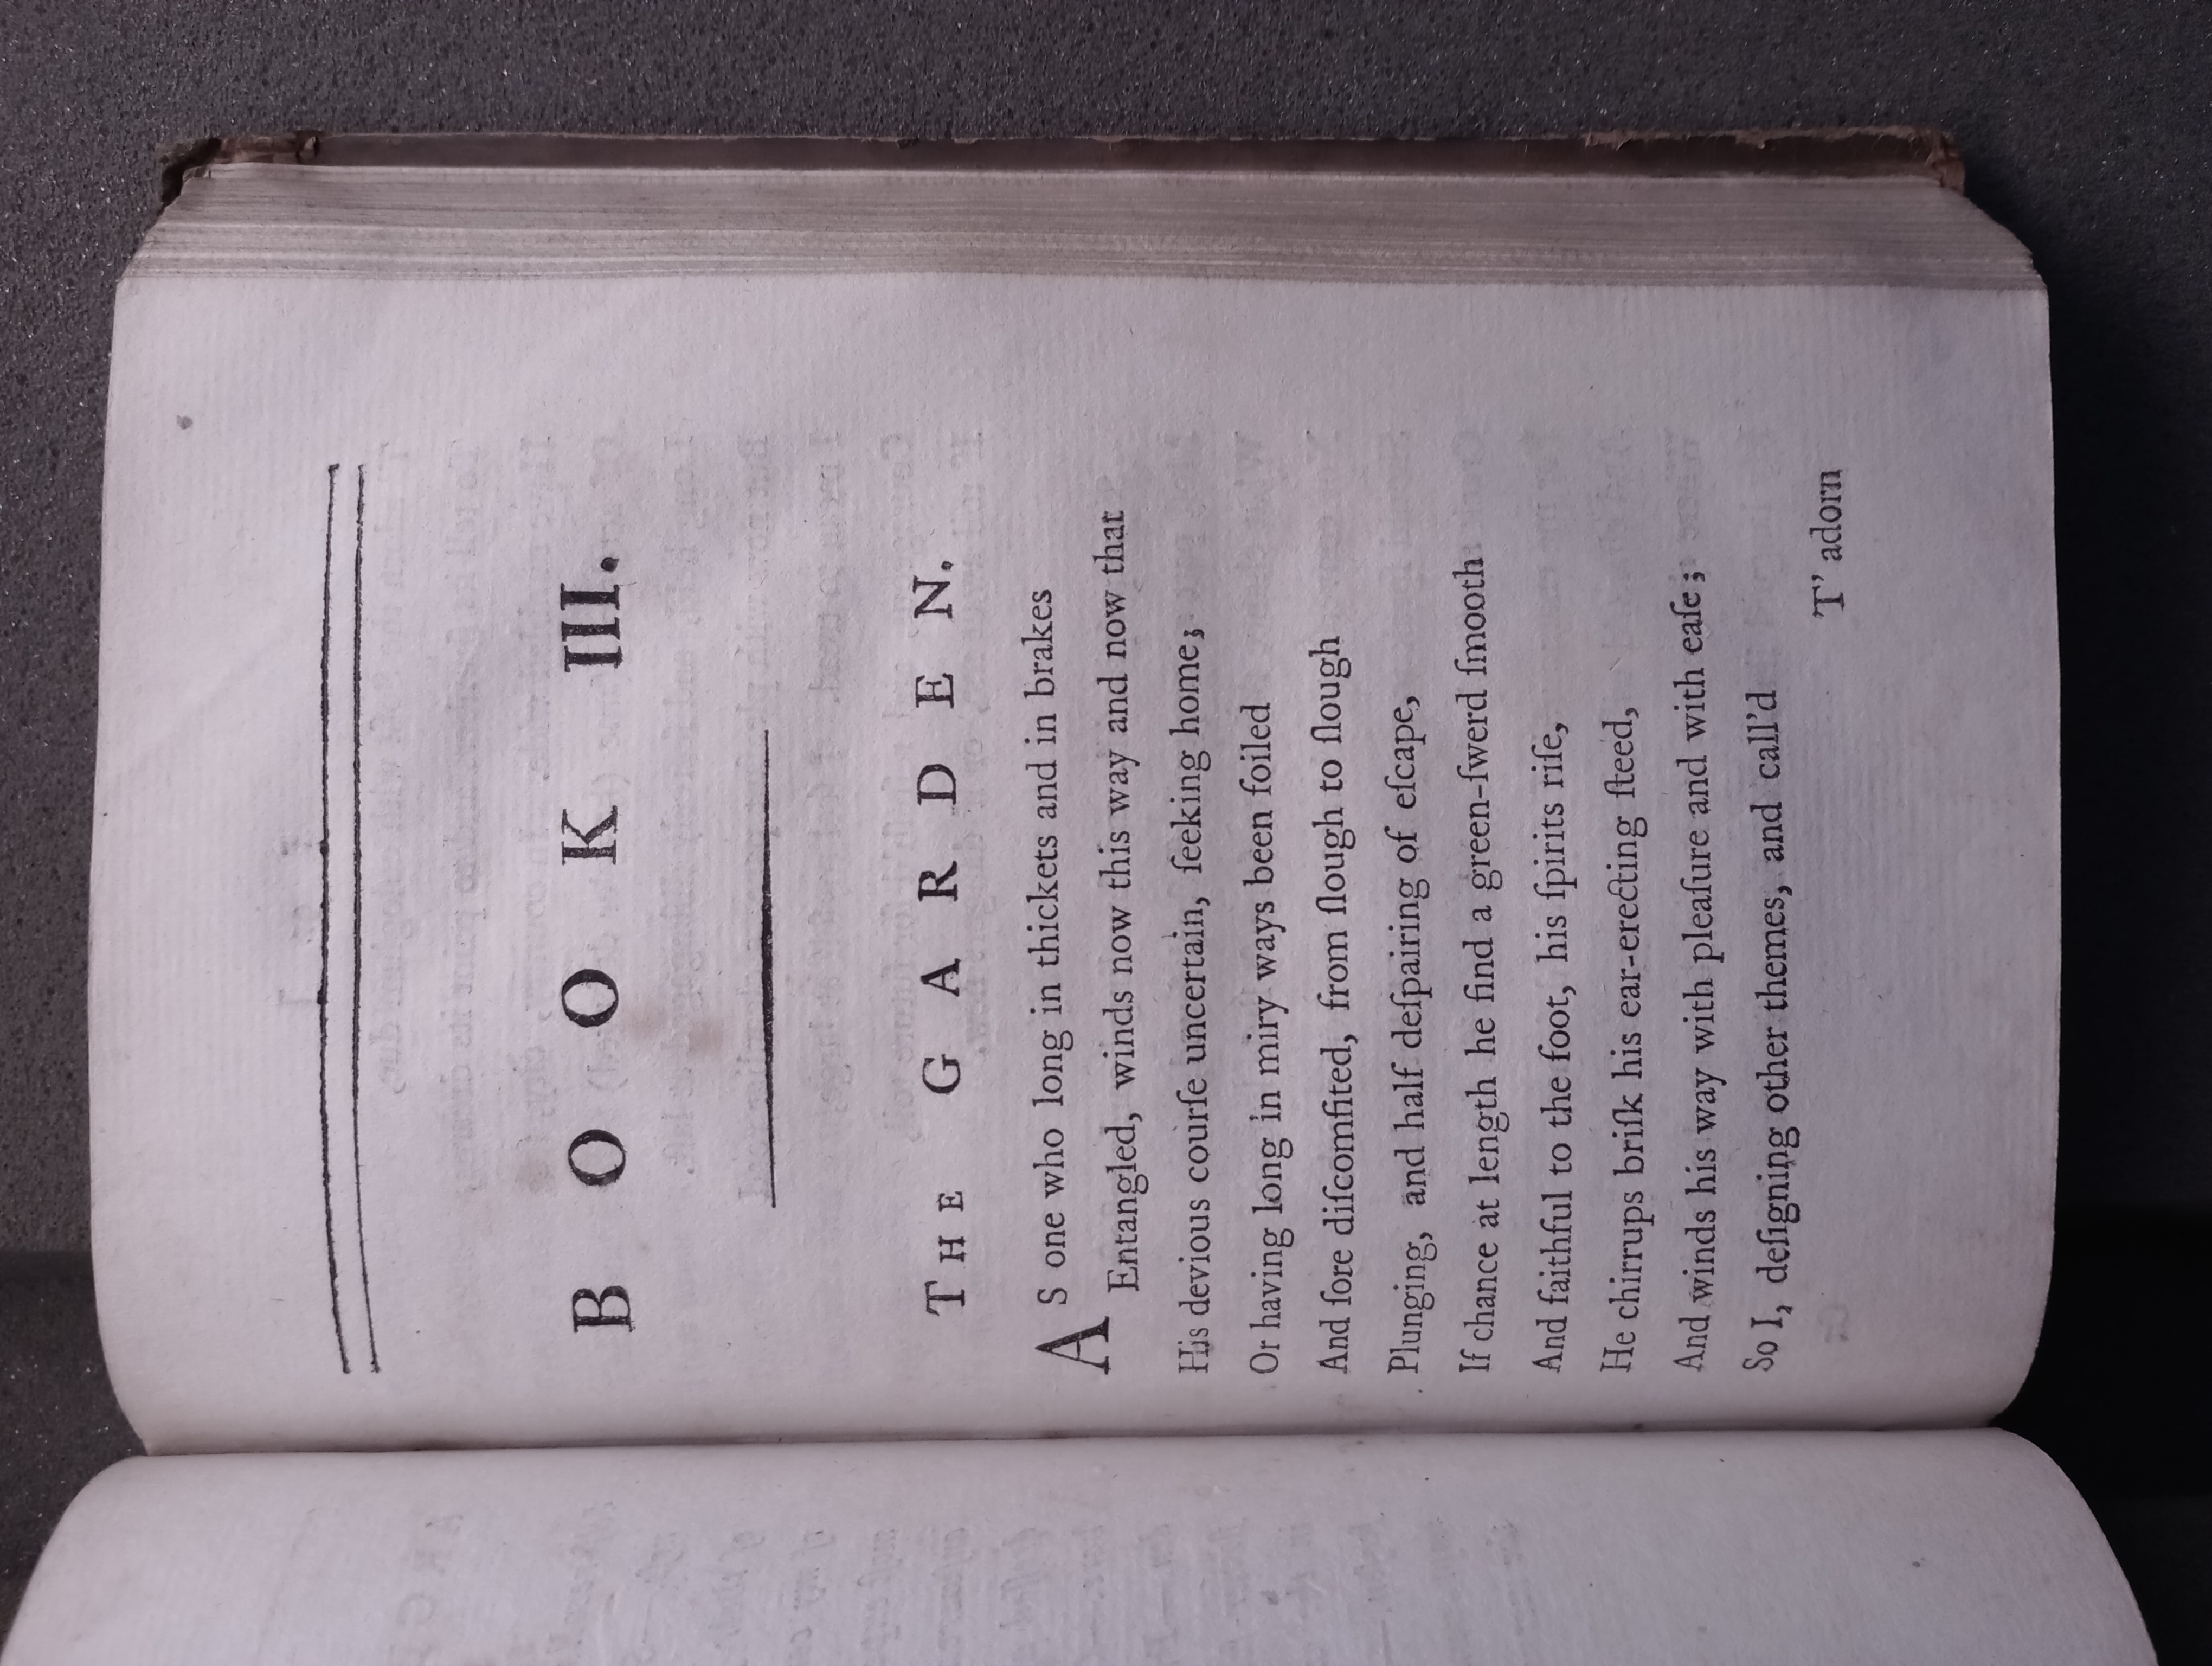 BOOK III.
THE GARDEN.
AS one who long in thickets and in brakes
Entangled, winds now this way and now that
His devious courſe uncertain, ſeeking home;
Or having long in miry ways been foiled
And ſore diſcomfited, from ſlough to ſlough
Plunging, and half deſpairing of eſcape,
If chance at length he find a green-ſwerd ſmooth
And faithful to the foot, his ſpirits riſe,
He chirrups briſk his ear-erecting ſteed,
And winds his way with pleaſure and with eaſe;
So I, deſigning other themes, and call'd
T' adorn